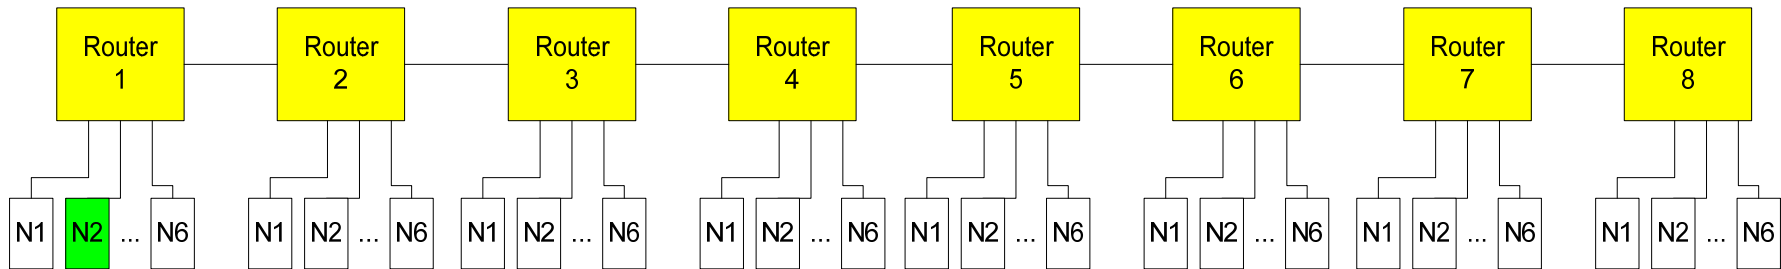 Router Router Router Router Router Router Router Router
1 2 3 4 5 6 7 8
N1 N2 ... N6 N1 N2 ... N6 N1 N2 ... N6 N1 N2 ... N6 N1 N2 ... N6 N1 N2 ... N6 N1 N2 ... N6 N1 N2 ... N6